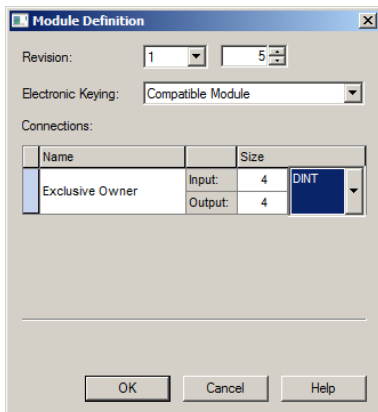 Module Definition
Revision: 1 5
Electronic Keying: Compatible Module
Connections:
Name Size
Exclusive Owner Input: 4 DINT
Output: 4
OK Cancel Help